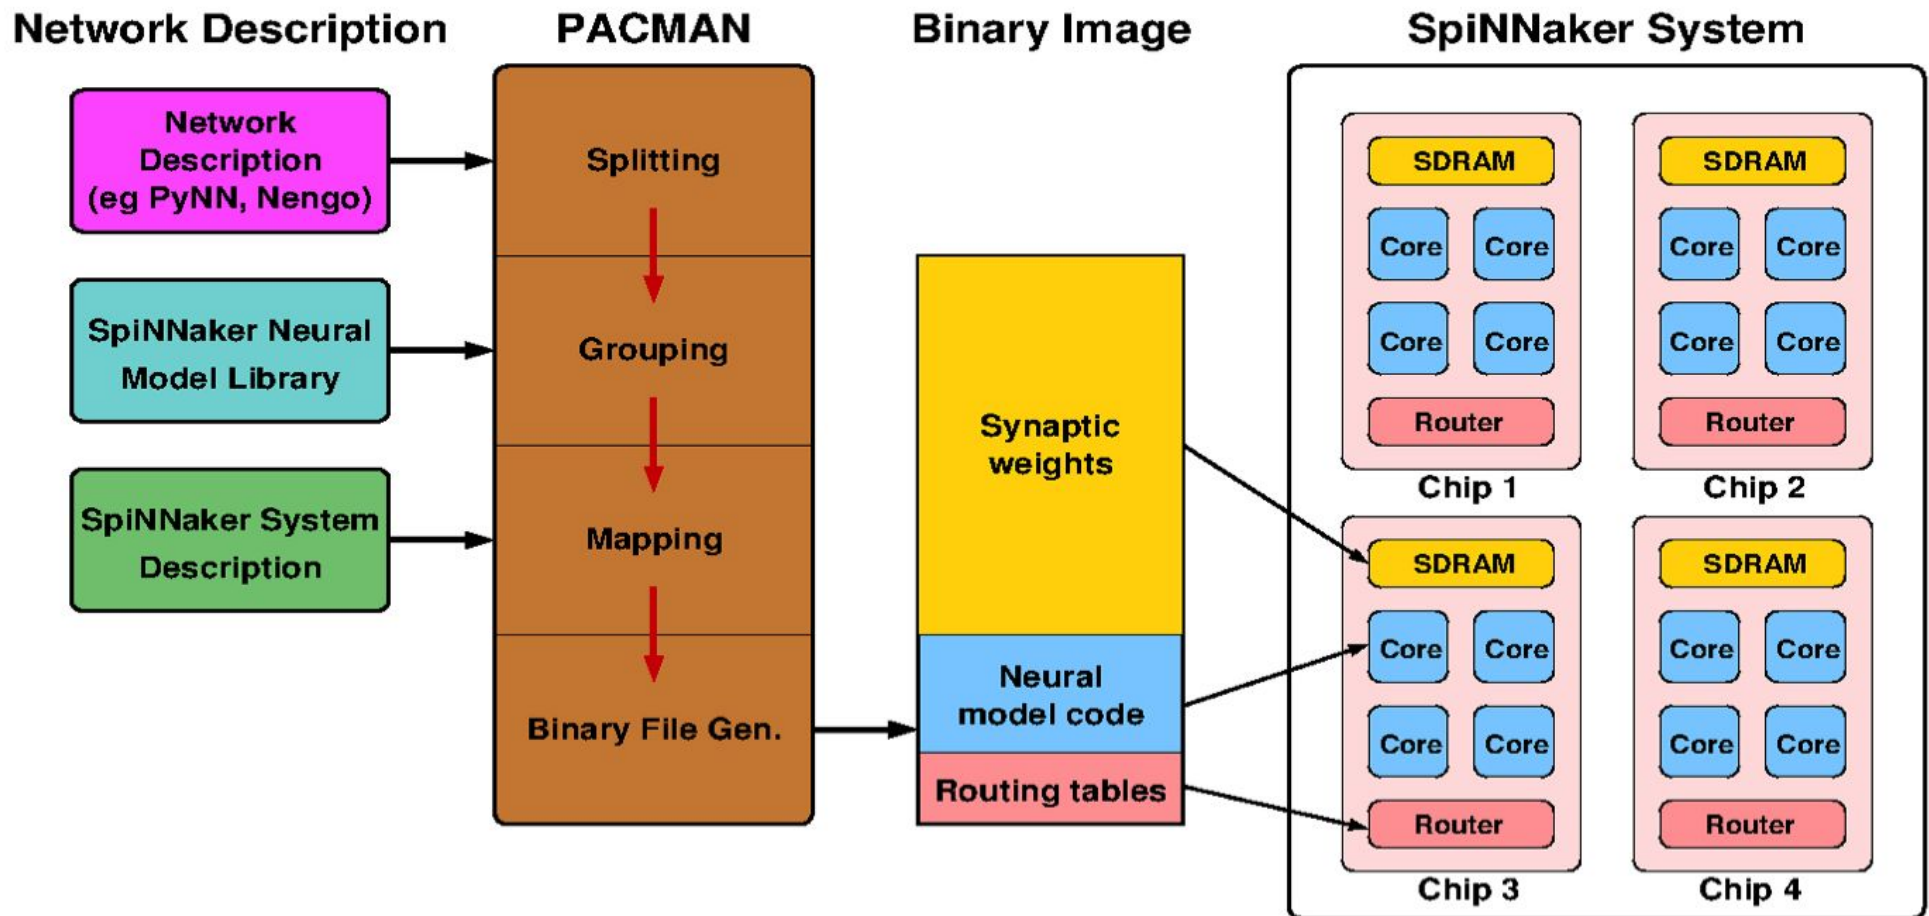 Network Description
PACMAN
Binary Image
SpiNNaker System
Network
Description
(eg PyNN, Nengo)
SpiNNaker Neural
Model Library
SpiNNaker System
Description
Splitting
Grouping
Mapping
Binary File Gen.
Synaptic
weights
Neural
model code
Routing tables
SDRAM
Core
Core
Core
Core
Router
Chip 1
SDRAM
Core
Core
Core
Core
Router
Chip 2
SDRAM
Core
Core
Core
Core
Router
Chip 3
SDRAM
Core
Core
Core
Core
Router
Chip 4